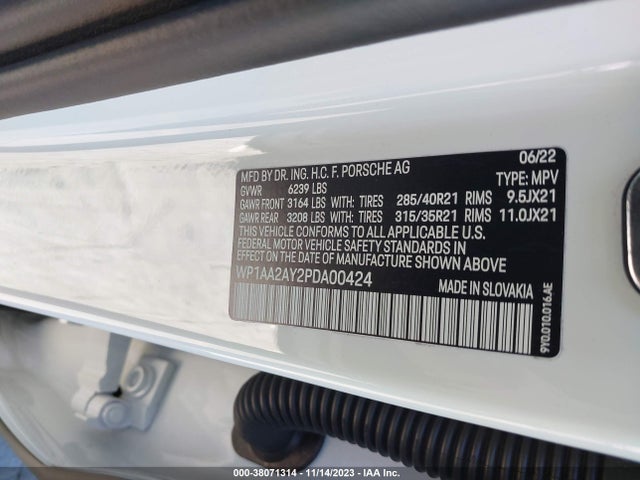 MFD BY DR. ING. H.C. F. PORSCHE AG 06/22
GVWR 6239 LBS TYPE: MPV
GAWR FRONT 3164 LBS WITH: TIRES 285/40R21 RIMS 9.5JX21
GAWR REAR 3208 LBS WITH: TIRES 315/35R21 RIMS 11.0JX21
THIS VEHICLE CONFORMS TO ALL APPLICABLE U.S.
FEDERAL MOTOR VEHICLE SAFETY STANDARDS IN
EFFECT ON THE DATE OF MANUFACTURE SHOWN ABOVE
WP1AA2AY2PDA00424 MADE IN SLOVAKIA
9Y0.010.016.AE
000-38071314 - 11/14/2023 - IAA Inc.